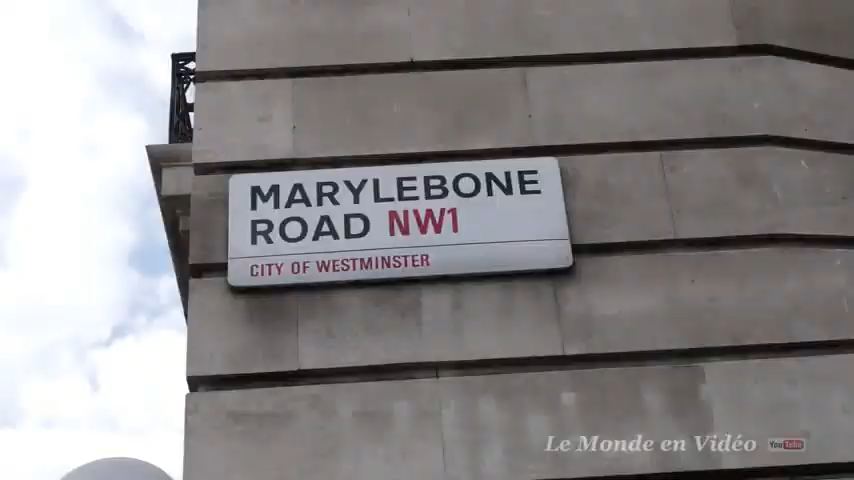 MARYLEBONE
ROAD NW1
CITY OF WESTMINSTER
Le Monde en Vidéo YouTube